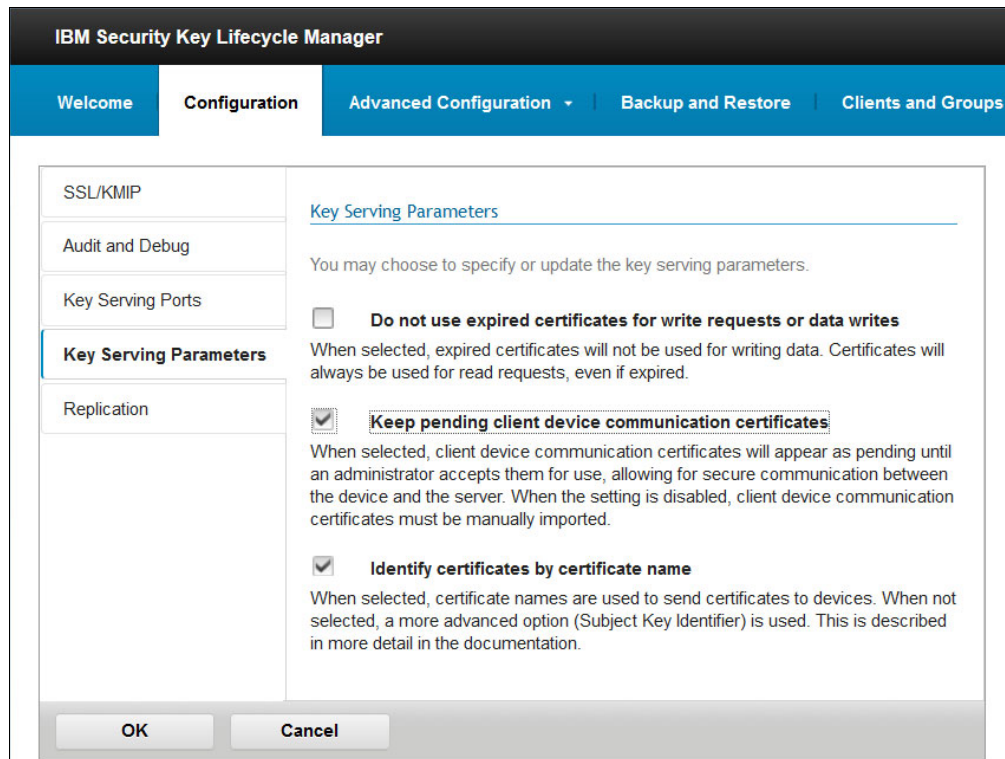 IBM Security Key Lifecycle Manager
Welcome Configuration Advanced Configuration Backup and Restore Clients and Groups
SSL/KMIP
Audit and Debug
Key Serving Ports
Key Serving Parameters
Replication
Key Serving Parameters
You may choose to specify or update the key serving parameters.
Do not use expired certificates for write requests or data writes
When selected, expired certificates will not be used for writing data. Certificates will
always be used for read requests, even if expired.
Keep pending client device communication certificates
When selected, client device communication certificates will appear as pending until
an administrator accepts them for use, allowing for secure communication between
the device and the server. When the setting is disabled, client device communication
certificates must be manually imported.
Identify certificates by certificate name
When selected, certificate names are used to send certificates to devices. When not
selected, a more advanced option (Subject Key Identifier) is used. This is described
in more detail in the documentation.
OK Cancel